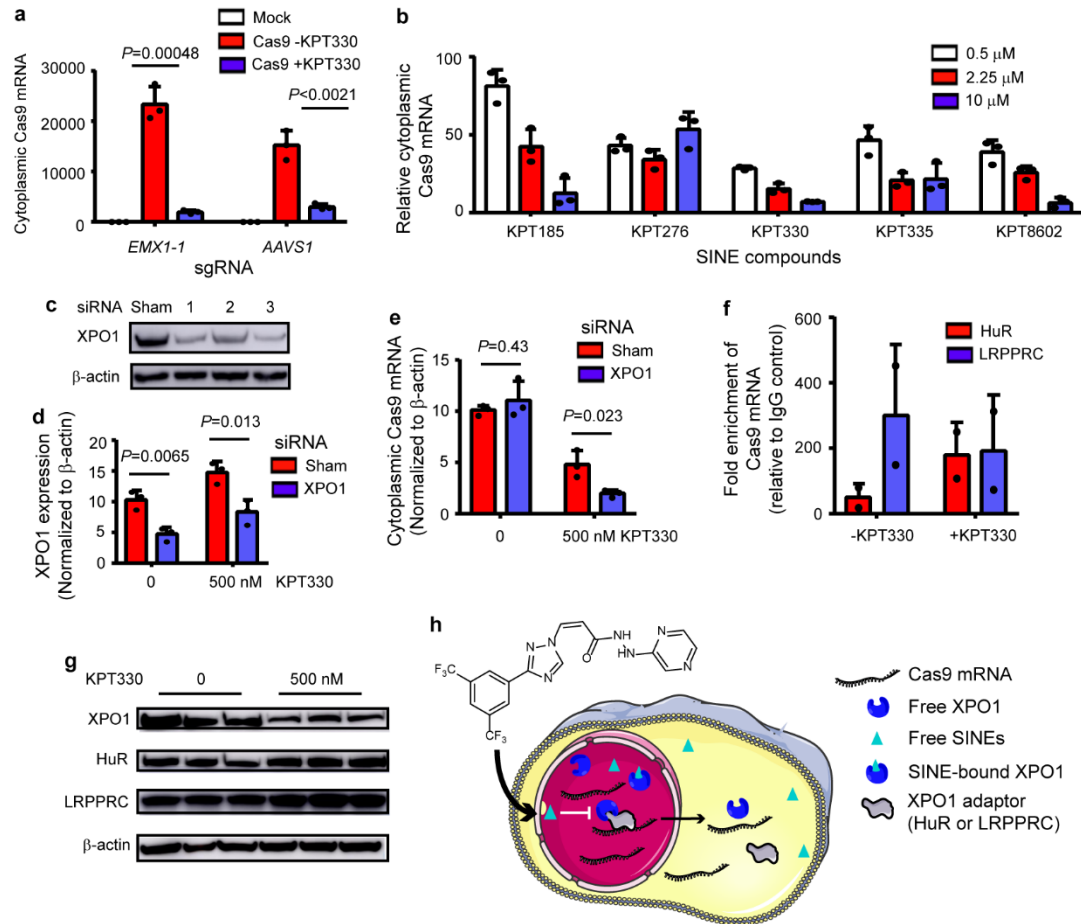 a
Mock
Cas9 -KPT330
Cas9 +KPT330
P=0.00048
P<0.0021
Cytoplasmic Cas9 mRNA
30000
20000
10000
0
EMX1-1 AAVS1
sgRNA
b
0.5 μM
2.25 μM
10 μM
Relative cytoplasmic
Cas9 mRNA
100
50
0
KPT185 KPT276 KPT330 KPT335 KPT8602
SINE compounds
c
siRNA Sham 1 2 3
XPO1
β-actin
d
P=0.0065
P=0.013
siRNA
Sham
XPO1
XPO1 expression
(Normalized to β-actin)
20
15
10
5
0
0 500 nM KPT330
e
siRNA
Sham
XPO1
P=0.43
P=0.023
Cytoplasmic Cas9 mRNA
(Normalized to β-actin)
15
10
5
0
0 500 nM KPT330
f
HuR
LRPPRC
Fold enrichment of
Cas9 mRNA
(relative to IgG control)
600
400
200
0
-KPT330 +KPT330
g
KPT330 0 500 nM
XPO1
HuR
LRPPRC
β-actin
h
F₃C
CF₃
N
N
N
O
NH
HN
N
N
Cas9 mRNA
Free XPO1
Free SINEs
SINE-bound XPO1
XPO1 adaptor
(HuR or LRPPRC)